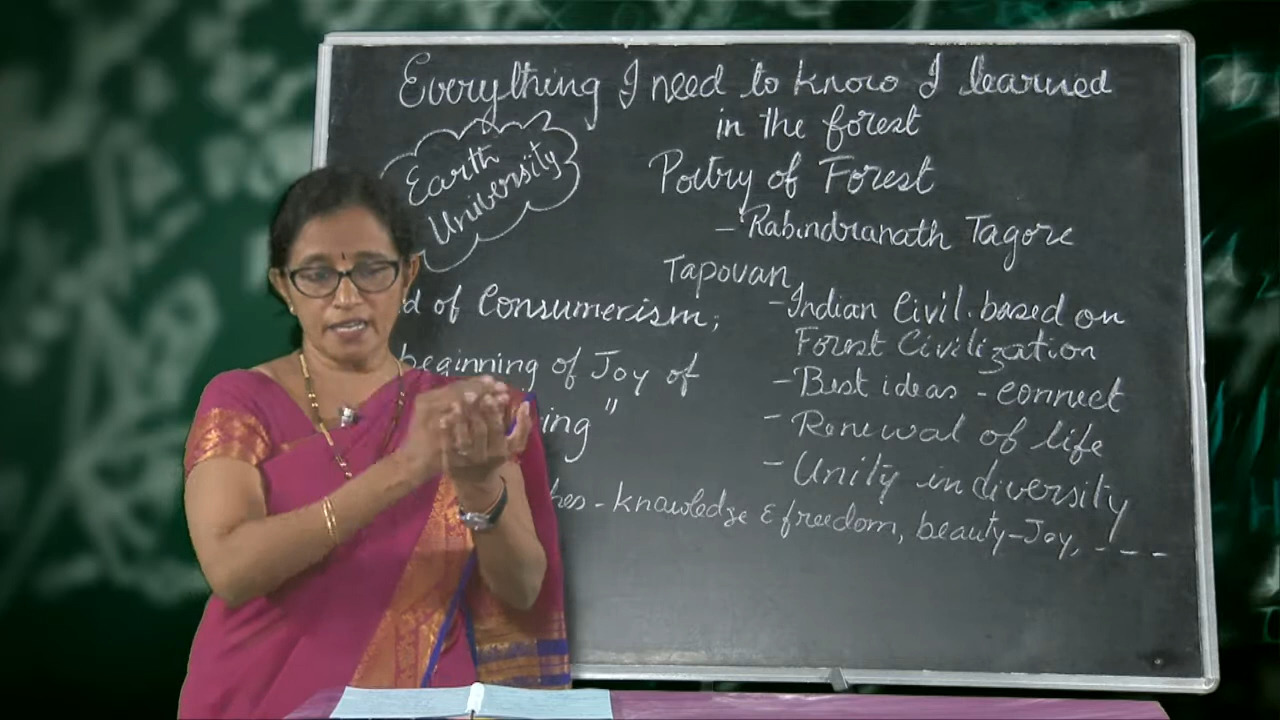 Everything I need to know I learned
in the forest
Earth
University
Poetry of Forest
- Rabindranath Tagore
Tapovan
d of Consumerism;
beginning of Joy of
ing"
- Indian Civil. based on
Forest Civilization
- Best ideas - connect
- Renewal of life
- Unity in diversity
hes - knowledge & freedom, beauty-Joy, - - - -